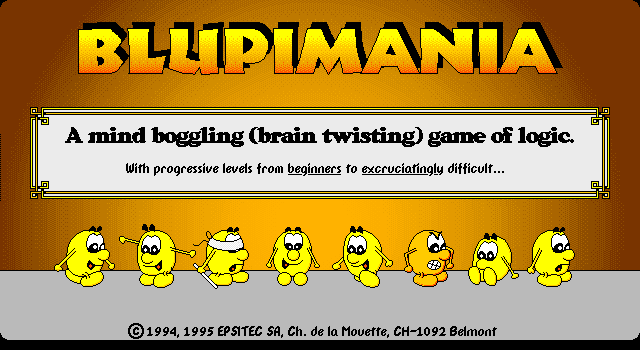 BLUPIMANIA
A mind boggling (brain twisting) game of logic.
With progressive levels from beginners to excruciatingly difficult...
© 1994, 1995 EPSITEC SA, Ch. de la Mouette, CH-1092 Belmont